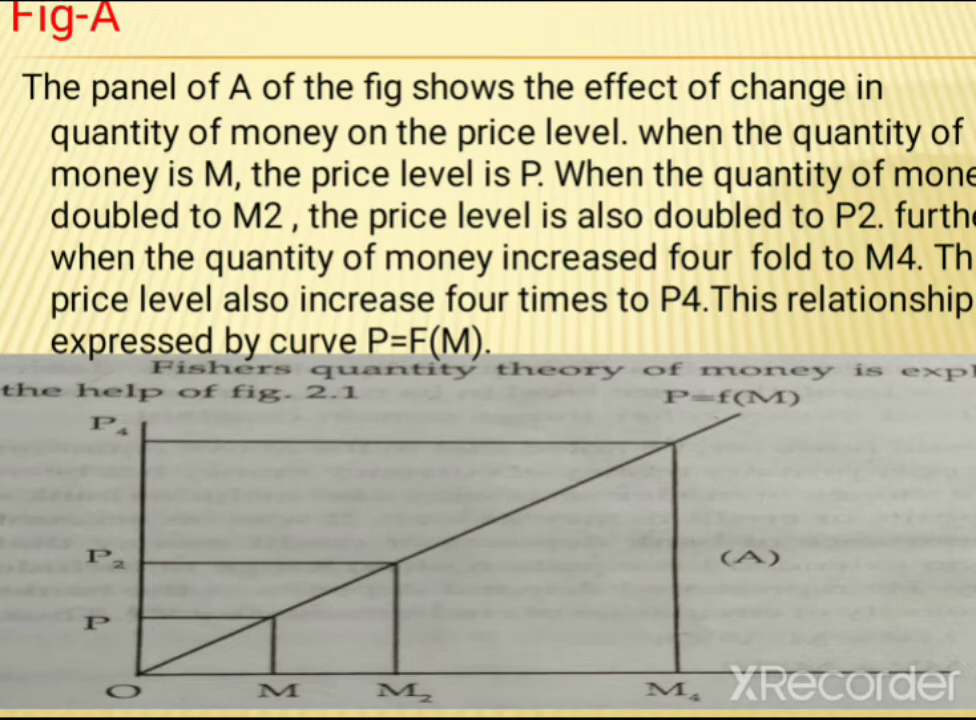 Fig-A
The panel of A of the fig shows the effect of change in
quantity of money on the price level. when the quantity of
money is M, the price level is P. When the quantity of mone
doubled to M2 , the price level is also doubled to P2. furthe
when the quantity of money increased four fold to M4. Th
price level also increase four times to P4.This relationship
expressed by curve P=F(M).
Fishers quantity theory of money is expl
the help of fig. 2.1
P=f(M)
P₄
P₂
(A)
P
O M M₂ M₄
XRecorder